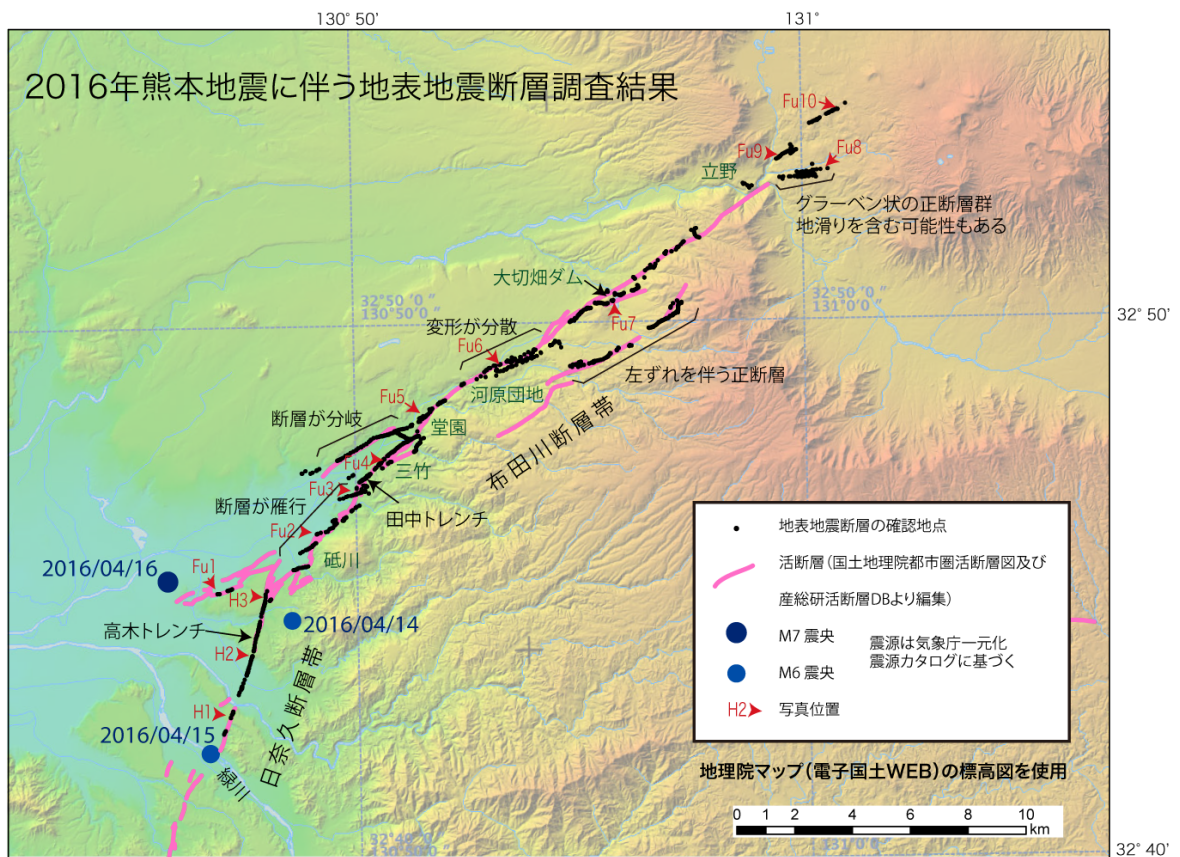 130° 50'
131°
2016年熊本地震に伴う地表地震断層調査結果
Fu10
Fu9
Fu8
立野
グラーベン状の正断層群
地滑りを含む可能性もある
大切畑ダム
32° 50 ′0 ″
130° 50 ′0 ″
32° 50 ′0 ″
131° 0 ′0 ″
32° 50'
変形が分散
Fu7
Fu6
左ずれを伴う正断層
河原団地
Fu5
断層が分岐
堂園
布田川断層帯
Fu4
三竹
Fu3
断層が雁行
田中トレンチ
Fu2
砥川
2016/04/16
Fu1
H3
2016/04/14
高木トレンチ
H2
日奈久断層帯
H1
2016/04/15
緑川
地表地震断層の確認地点
活断層(国土地理院都市圏活断層図及び
産総研活断層DBより編集)
M7 震央
M6 震央
震源は気象庁一元化
震源カタログに基づく
H2
写真位置
地理院マップ(電子国土WEB)の標高図を使用
0 2 4 6 8 10
km
32° 40'